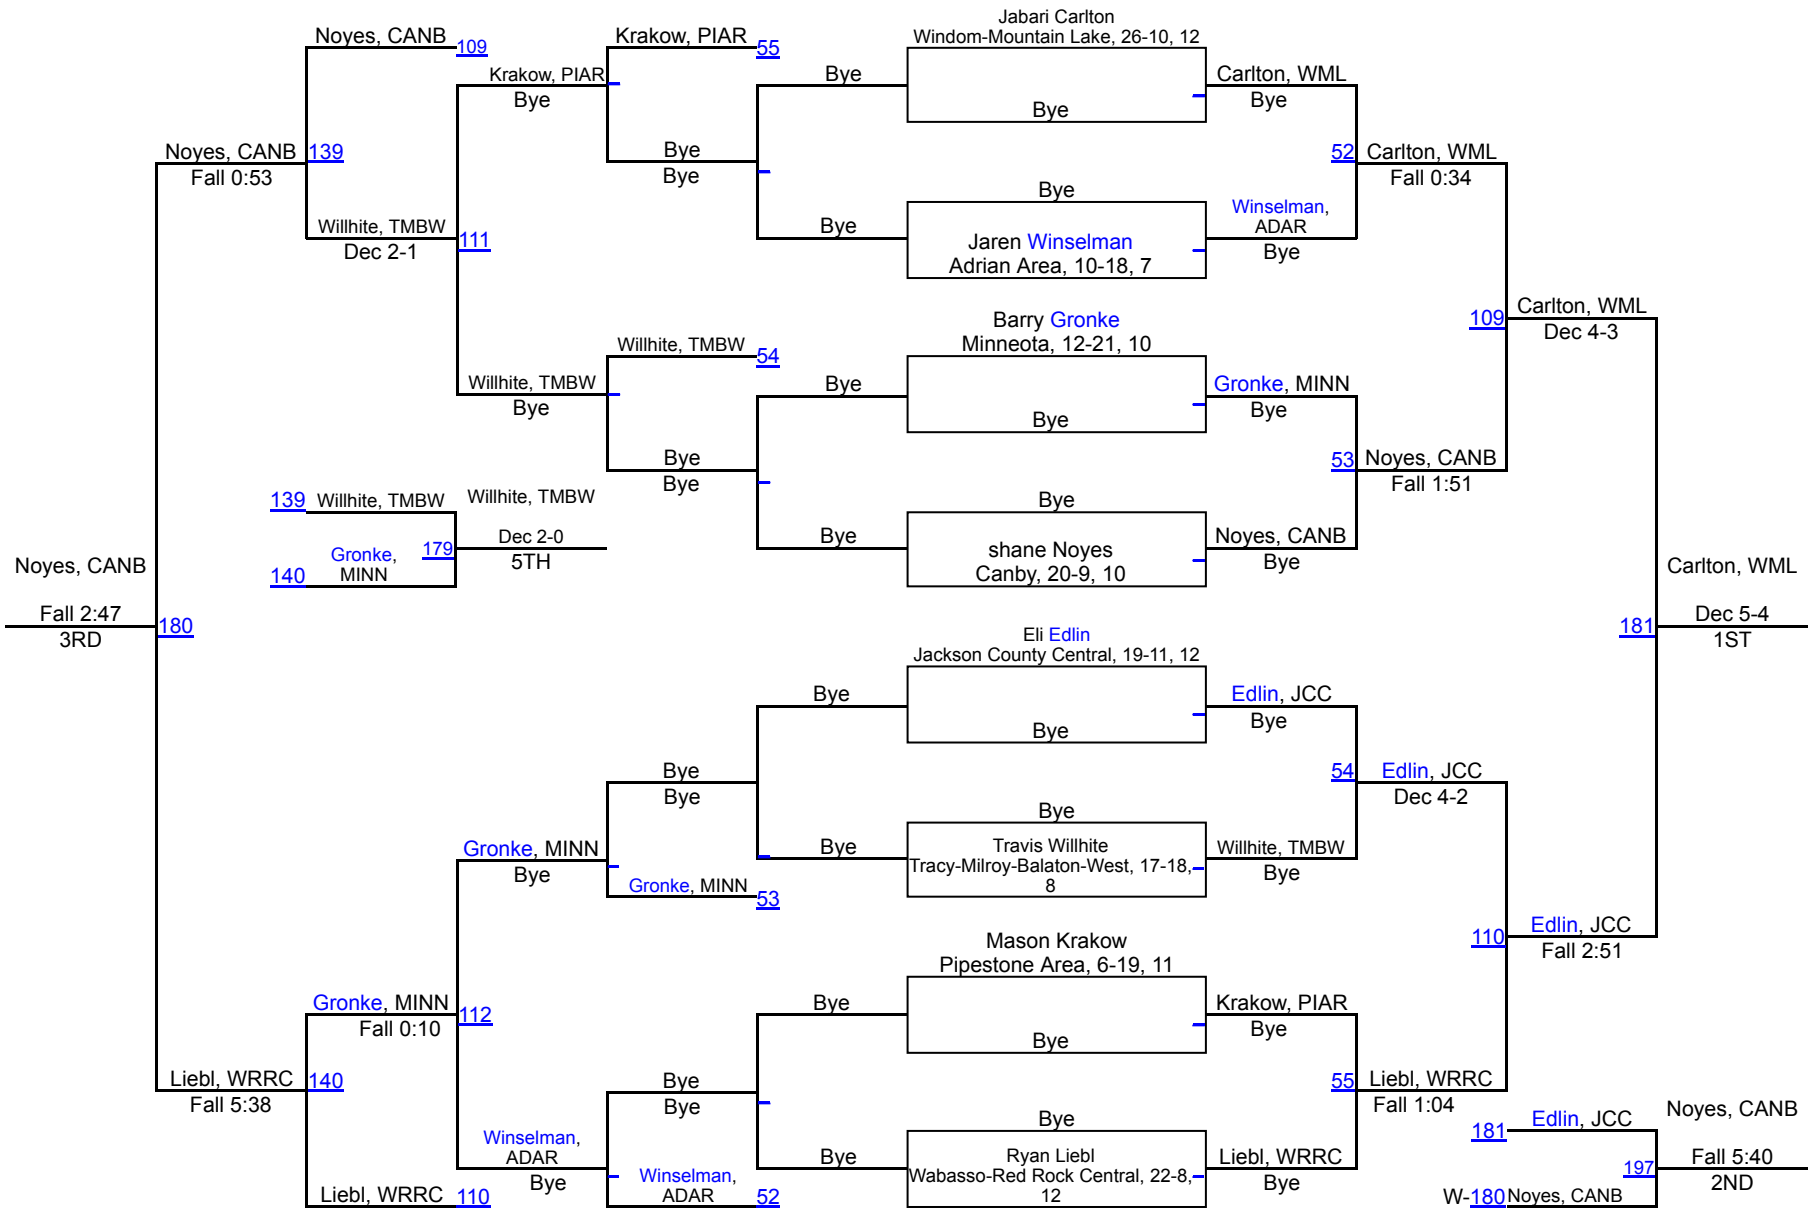 Jabari Carlton
Windom-Mountain Lake, 26-10, 12
Noyes, CANB
109
Krakow, PIAR
55
Krakow, PIAR
Bye
Bye
Bye
Carlton, WML
Bye
Noyes, CANB
139
Fall 0:53
Bye
Bye
52
Carlton, WML
Fall 0:34
Bye
Willhite, TMBW
111
Dec 2-1
Bye
Jaren Winselman
Adrian Area, 10-18, 7
Winselman,
ADAR
Bye
109
Carlton, WML
Dec 4-3
Barry Gronke
Minneota, 12-21, 10
Willhite, TMBW
54
Willhite, TMBW
Bye
Bye
Bye
Gronke, MINN
Bye
Bye
Bye
53
Noyes, CANB
Fall 1:51
139
Willhite, TMBW
Willhite, TMBW
Bye
Dec 2-0
179
5TH
140
Gronke,
MINN
Bye
shane Noyes
Canby, 20-9, 10
Noyes, CANB
Bye
Noyes, CANB
Fall 2:47
180
3RD
Carlton, WML
181
Dec 5-4
1ST
Eli Edlin
Jackson County Central, 19-11, 12
Bye
Bye
Edlin, JCC
Bye
Bye
Bye
54
Edlin, JCC
Dec 4-2
Bye
Gronke, MINN
Bye
Bye
Travis Willhite
Tracy-Milroy-Balaton-West, 17-18,
8
Willhite, TMBW
Bye
Gronke, MINN
53
110
Edlin, JCC
Fall 2:51
Mason Krakow
Pipestone Area, 6-19, 11
Gronke, MINN
112
Fall 0:10
Bye
Bye
Krakow, PIAR
Bye
Liebl, WRRC
140
Fall 5:38
Bye
Bye
55
Liebl, WRRC
Fall 1:04
Bye
Winselman,
ADAR
Bye
Bye
Ryan Liebl
Wabasso-Red Rock Central, 22-8,
12
Liebl, WRRC
Bye
Liebl, WRRC
110
Winselman,
ADAR
52
181
Edlin, JCC
Noyes, CANB
Fall 5:40
197
2ND
W-180
Noyes, CANB